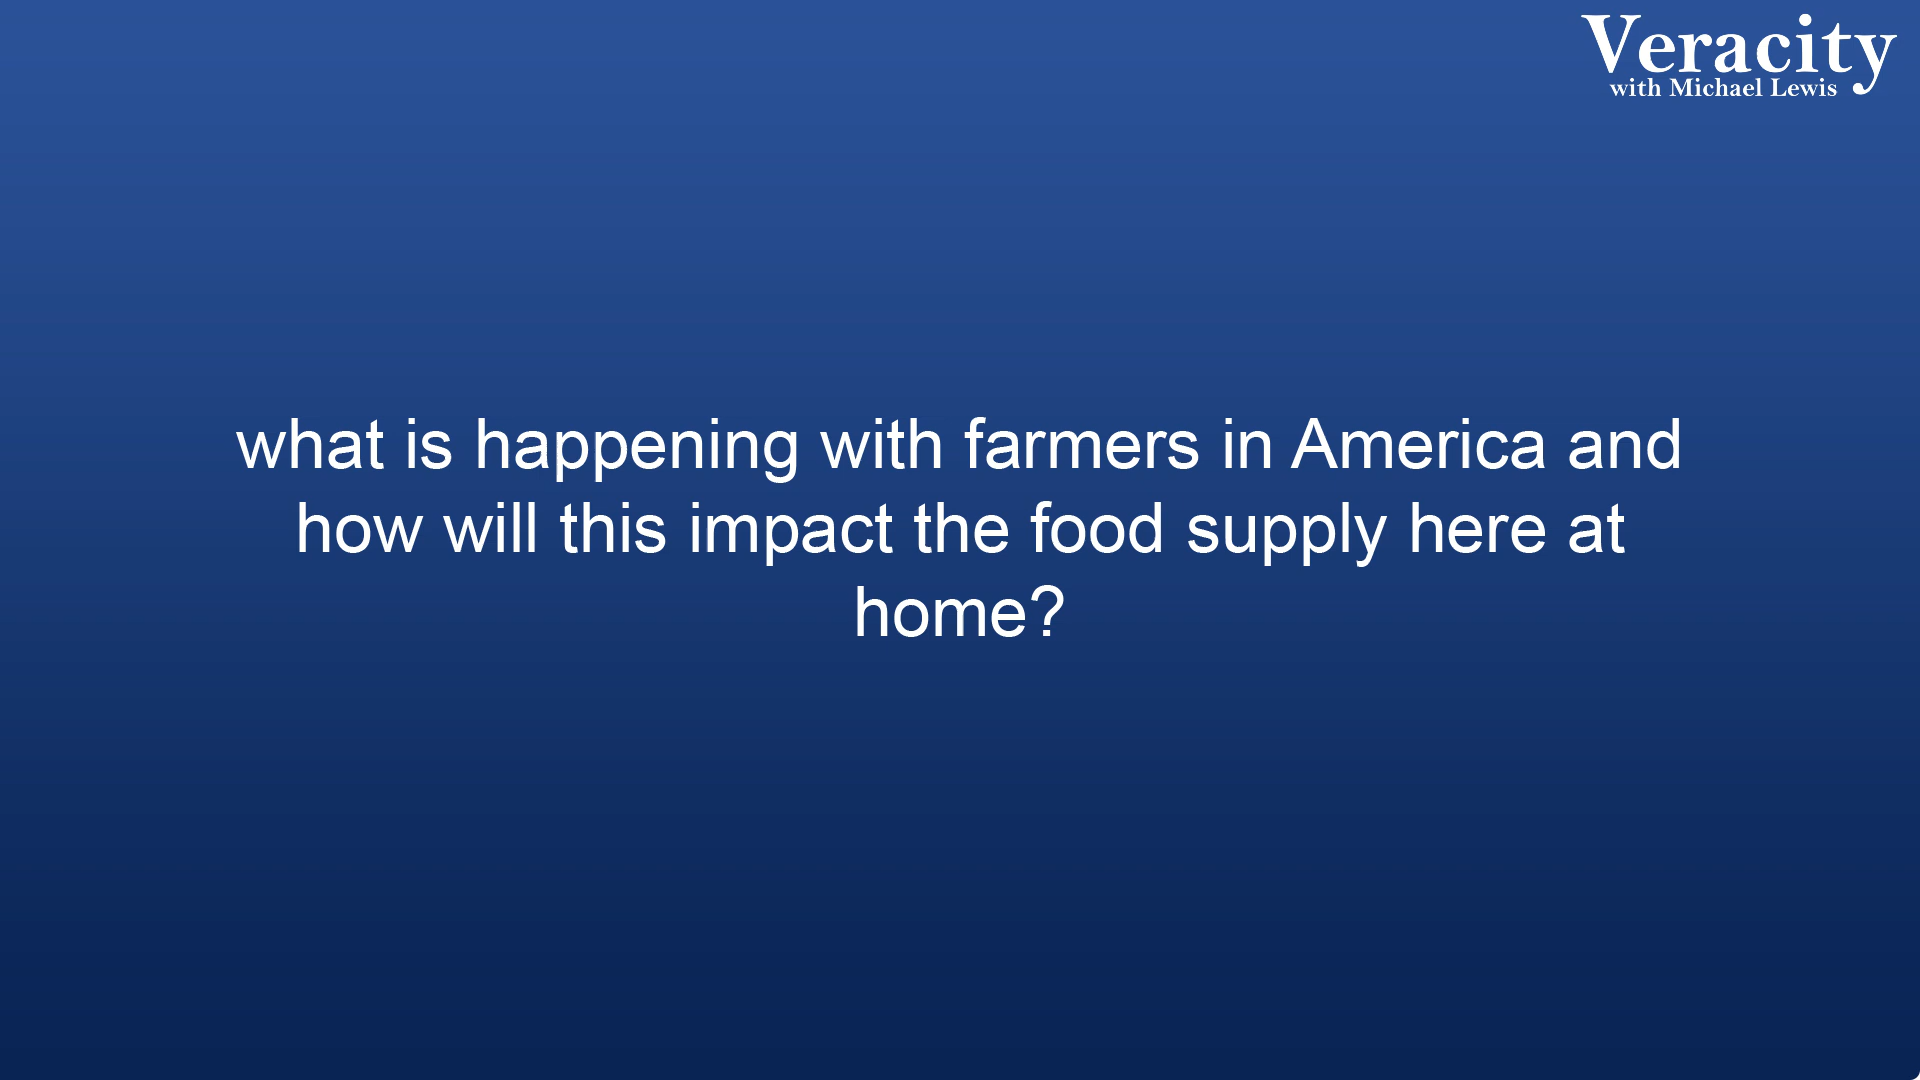 Veracity
with Michael Lewis
what is happening with farmers in America and
how will this impact the food supply here at
home?